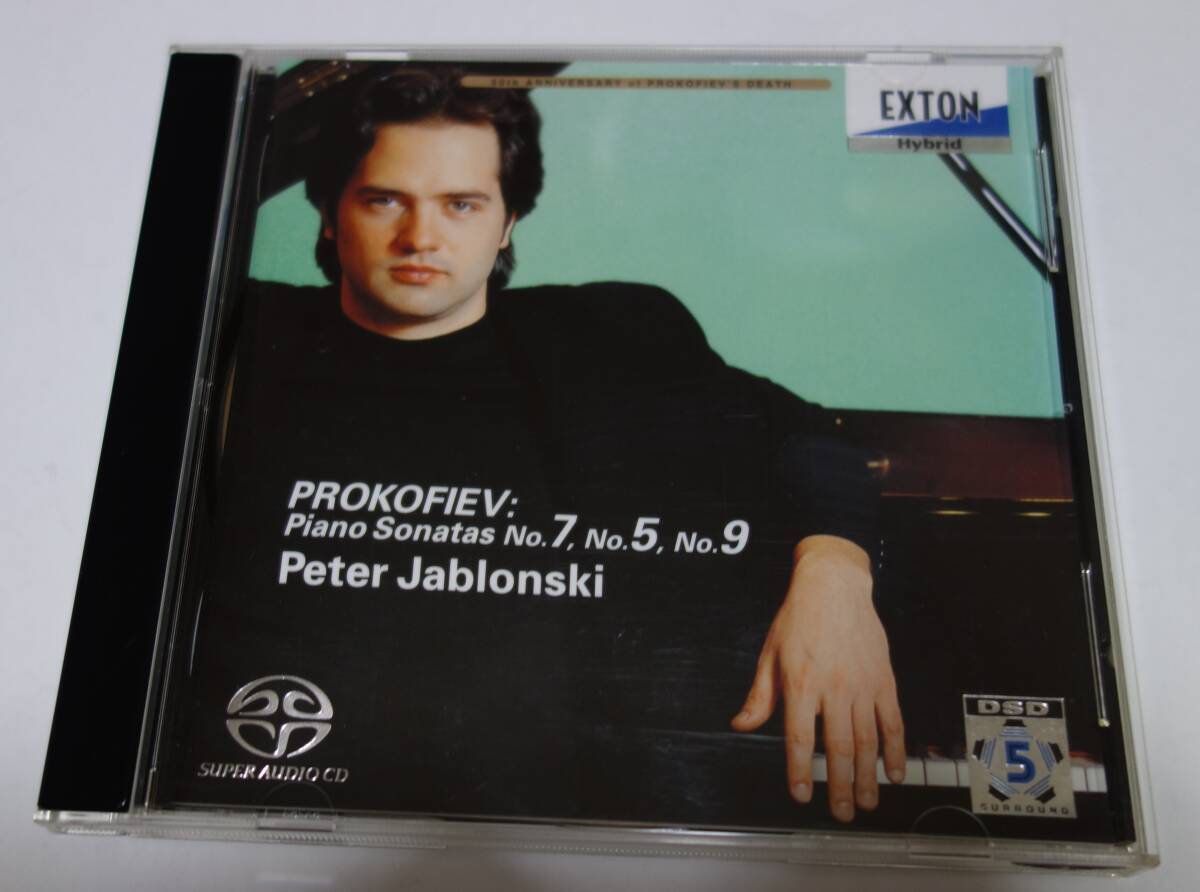 50th ANNIVERSARY of PROKOFIEV'S DEATH
EXTON
Hybrid
PROKOFIEV:
Piano Sonatas No.7, No.5, No.9
Peter Jablonski
SUPER AUDIO CD
DSD
5
SURROUND